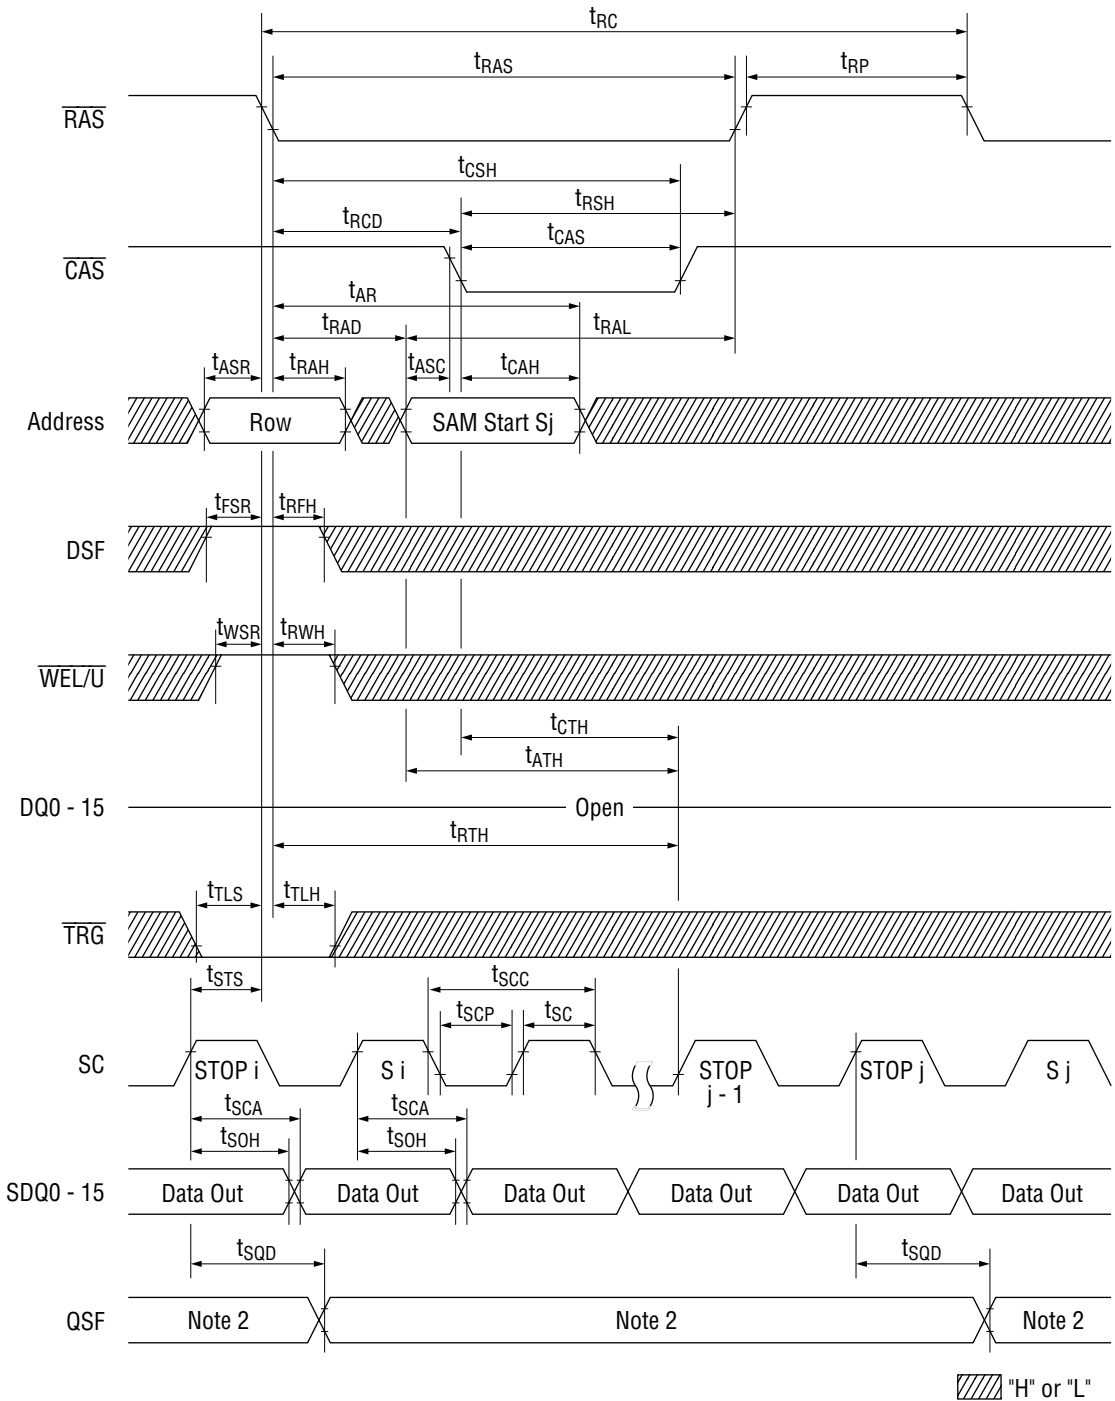 tRC
tRAS
tRP
RAS
tCSH
tRSH
tRCD
tCAS
CAS
tAR
tRAD
tRAL
tASR
tRAH
tASC
tCAH
Address
Row
SAM Start Sj
tFSR
tRFH
DSF
tWSR
tRWH
WEL/U
tCTH
tATH
DQ0 - 15
Open
tRTH
tTLS
tTLH
TRG
tSTS
tSCC
tSCP
tSC
SC
STOP i
S i
STOP
j - 1
STOP j
S j
tSCA
tSCA
tSOH
tSOH
SDQ0 - 15
Data Out
Data Out
Data Out
Data Out
Data Out
Data Out
tSQD
tSQD
QSF
Note 2
Note 2
Note 2
"H" or "L"